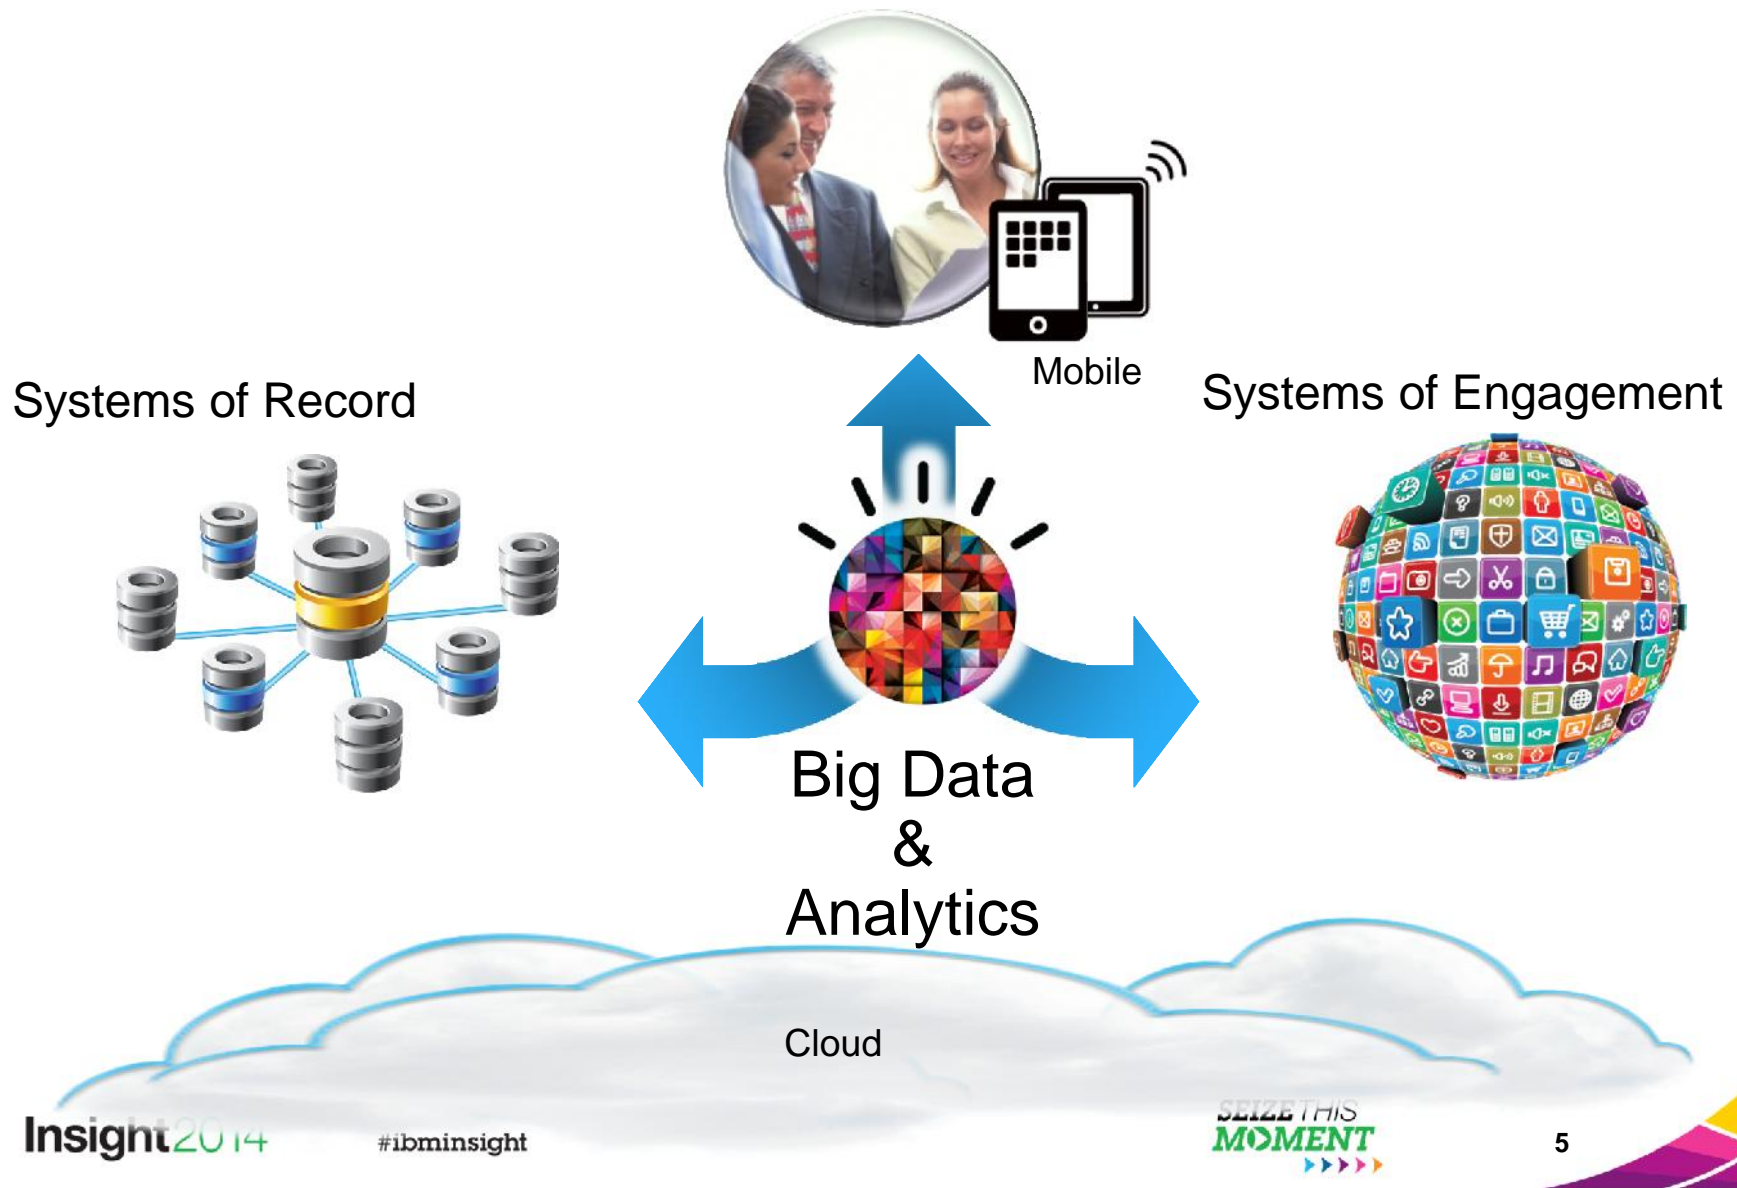 Mobile
Systems of Record
Systems of Engagement
Big Data
&
Analytics
Cloud
Insight2014
#ibminsight
SEIZE THIS
MOMENT
5